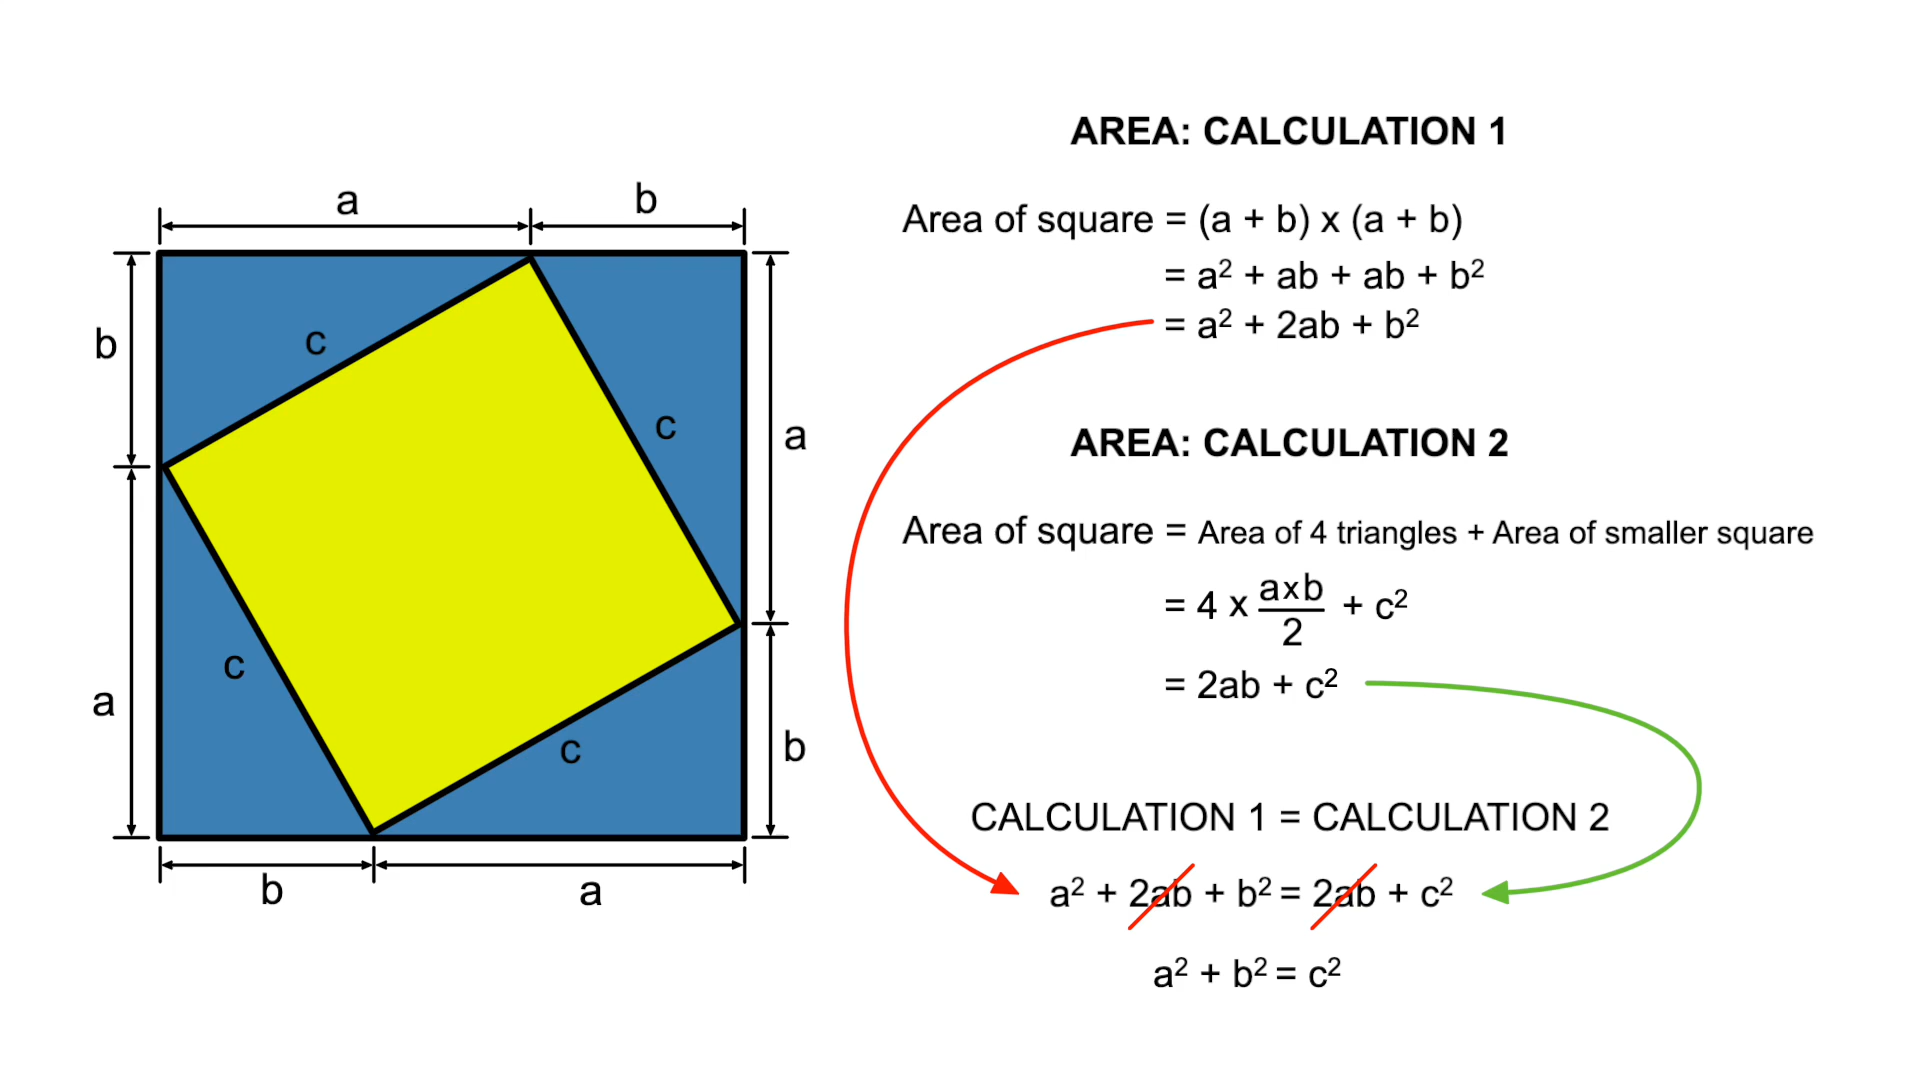 a
b
b
c
c
a
a
c
c
b
b
a
AREA: CALCULATION 1
Area of square = (a + b) x (a + b)
= a² + ab + ab + b²
= a² + 2ab + b²
AREA: CALCULATION 2
Area of square = Area of 4 triangles + Area of smaller square
= 4 x axb/2 + c²
= 2ab + c²
CALCULATION 1 = CALCULATION 2
a² + 2ab + b² = 2ab + c²
a² + b² = c²